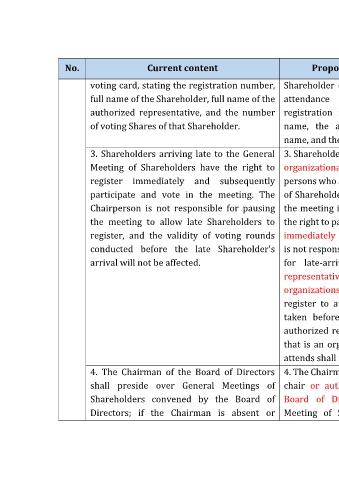 No. Current content Propo
voting card, stating the registration number,
full name of the Shareholder, full name of the
authorized representative, and the number
of voting Shares of that Shareholder.
3. Shareholders arriving late to the General
Meeting of Shareholders have the right to
register immediately and subsequently
participate and vote in the meeting. The
Chairperson is not responsible for pausing
the meeting to allow late Shareholders to
register, and the validity of voting rounds
conducted before the late Shareholder's
arrival will not be affected.
4. The Chairman of the Board of Directors
shall preside over General Meetings of
Shareholders convened by the Board of
Directors; if the Chairman is absent or
Shareholder
attendance
registration
name, the a
name, and the
3. Shareholde
organizationa
persons who
of Shareholde
the meeting i
the right to pa
immediately
is not respons
for late-arri
representativ
organizations
register to a
taken before
authorized re
that is an org
attends shall
4. The Chairm
chair or aut
Board of Di
Meeting of S